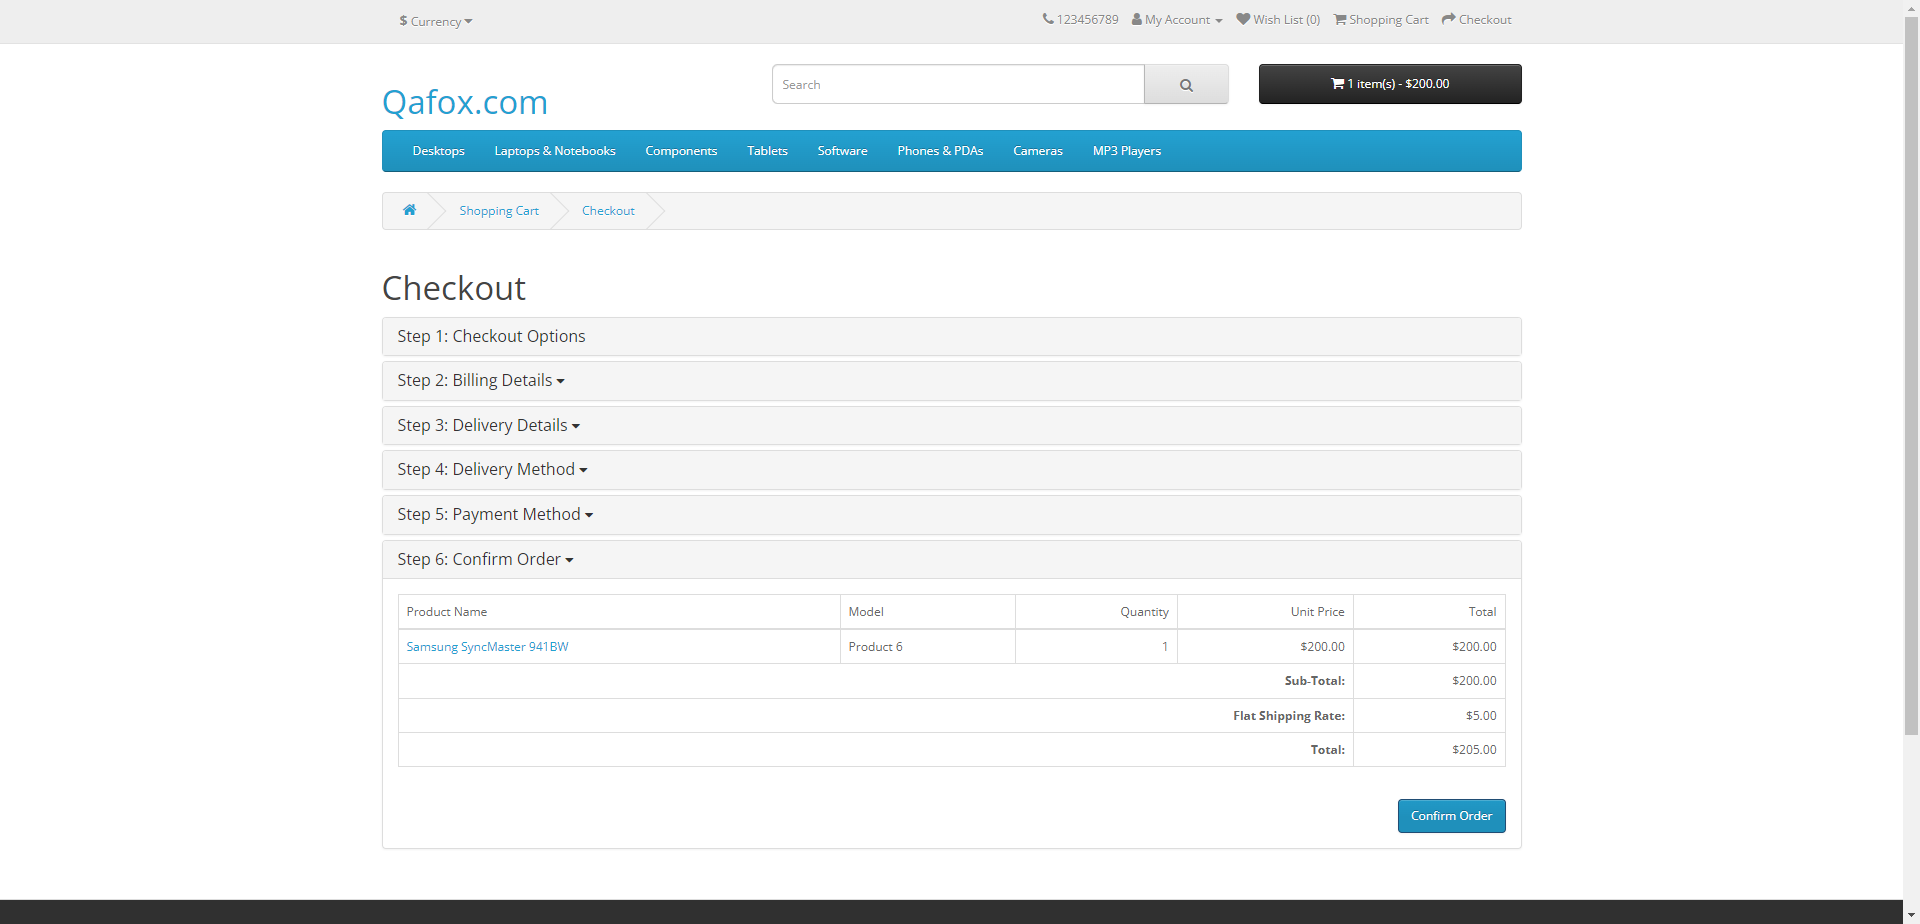 $ Currency
123456789 My Account Wish List (0) Shopping Cart Checkout
Qafox.com
Search
1 item(s) - $200.00
Desktops Laptops & Notebooks Components Tablets Software Phones & PDAs Cameras MP3 Players
Shopping Cart Checkout
Checkout
Step 1: Checkout Options
Step 2: Billing Details
Step 3: Delivery Details
Step 4: Delivery Method
Step 5: Payment Method
Step 6: Confirm Order
Product Name Model Quantity Unit Price Total
Samsung SyncMaster 941BW Product 6 1 $200.00 $200.00
Sub-Total: $200.00
Flat Shipping Rate: $5.00
Total: $205.00
Confirm Order